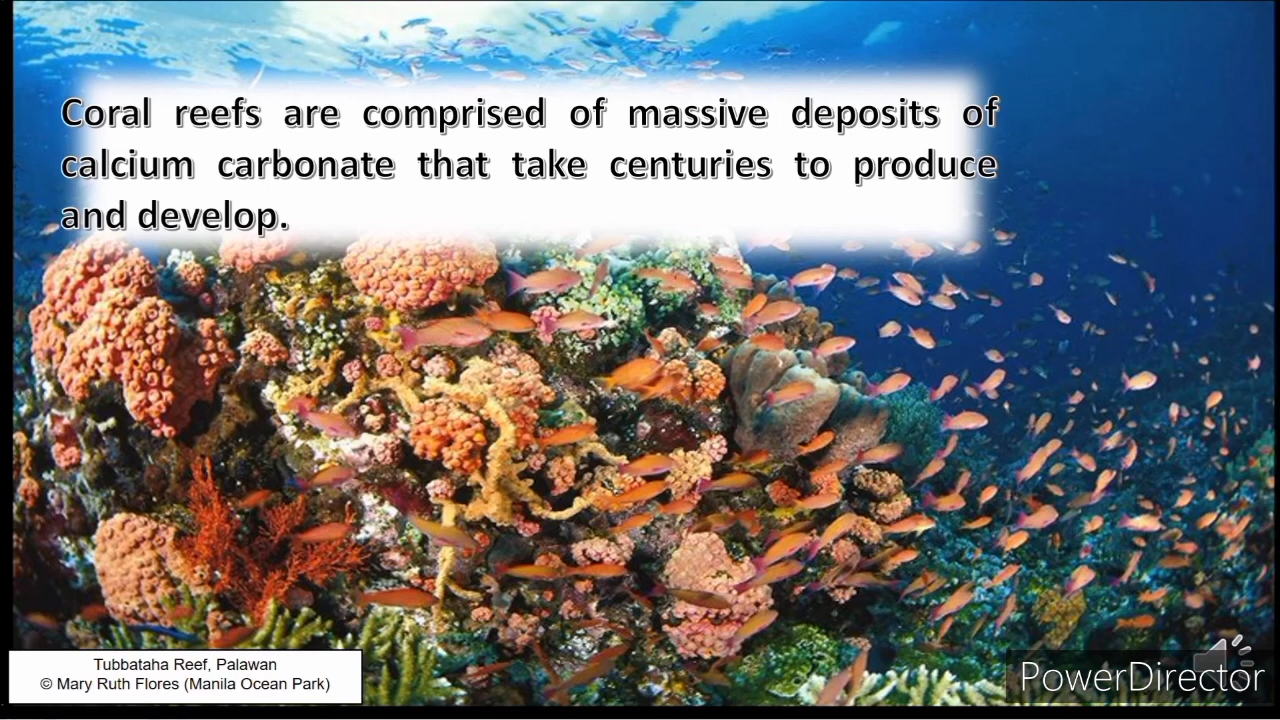 Coral reefs are comprised of massive deposits of
calcium carbonate that take centuries to produce
and develop.
Tubbataha Reef, Palawan
© Mary Ruth Flores (Manila Ocean Park)
PowerDirector